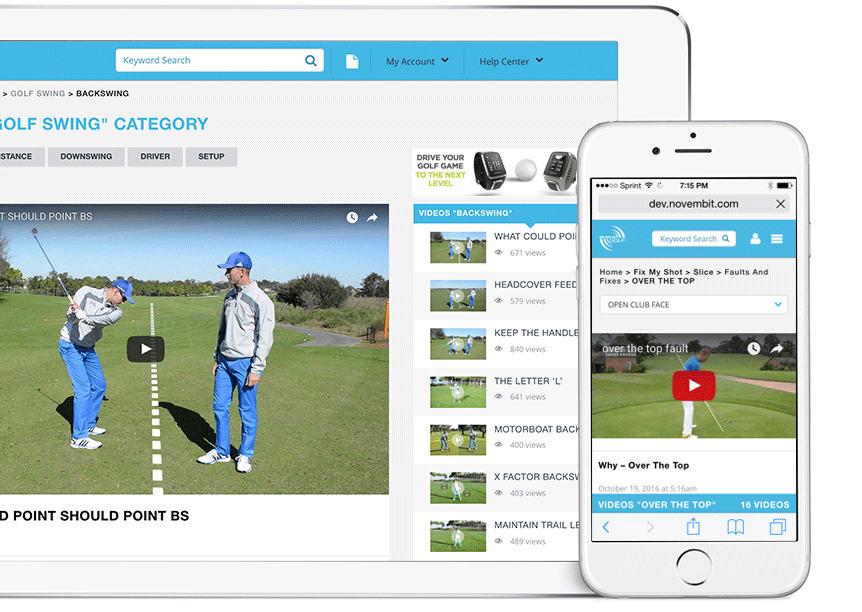 Keyword Search
My Account
Help Center
> GOLF SWING > BACKSWING
GOLF SWING" CATEGORY
DOWNSWING
DRIVER
SETUP
DRIVE YOUR
GOLF GAME
TO THE NEXT
LEVEL
T SHOULD POINT BS
VIDEOS "BACKSWING"
WHAT COULD POI
671 views
HEADCOVER FEED
579 views
KEEP THE HANDLE
840 views
THE LETTER 'L'
641 views
MOTORBOAT BACK
400 views
X FACTOR BACKSW
403 views
MAINTAIN TRAIL LE
489 views
D POINT SHOULD POINT BS
Sprint 7:15 PM
dev.novembit.com
Keyword Search
Home > Fix My Shot > Slice > Faults And
Fixes > OVER THE TOP
OPEN CLUB FACE
over the top fault
Why – Over The Top
October 19, 2016 at 5:16am
VIDEOS "OVER THE TOP" 16 VIDEOS